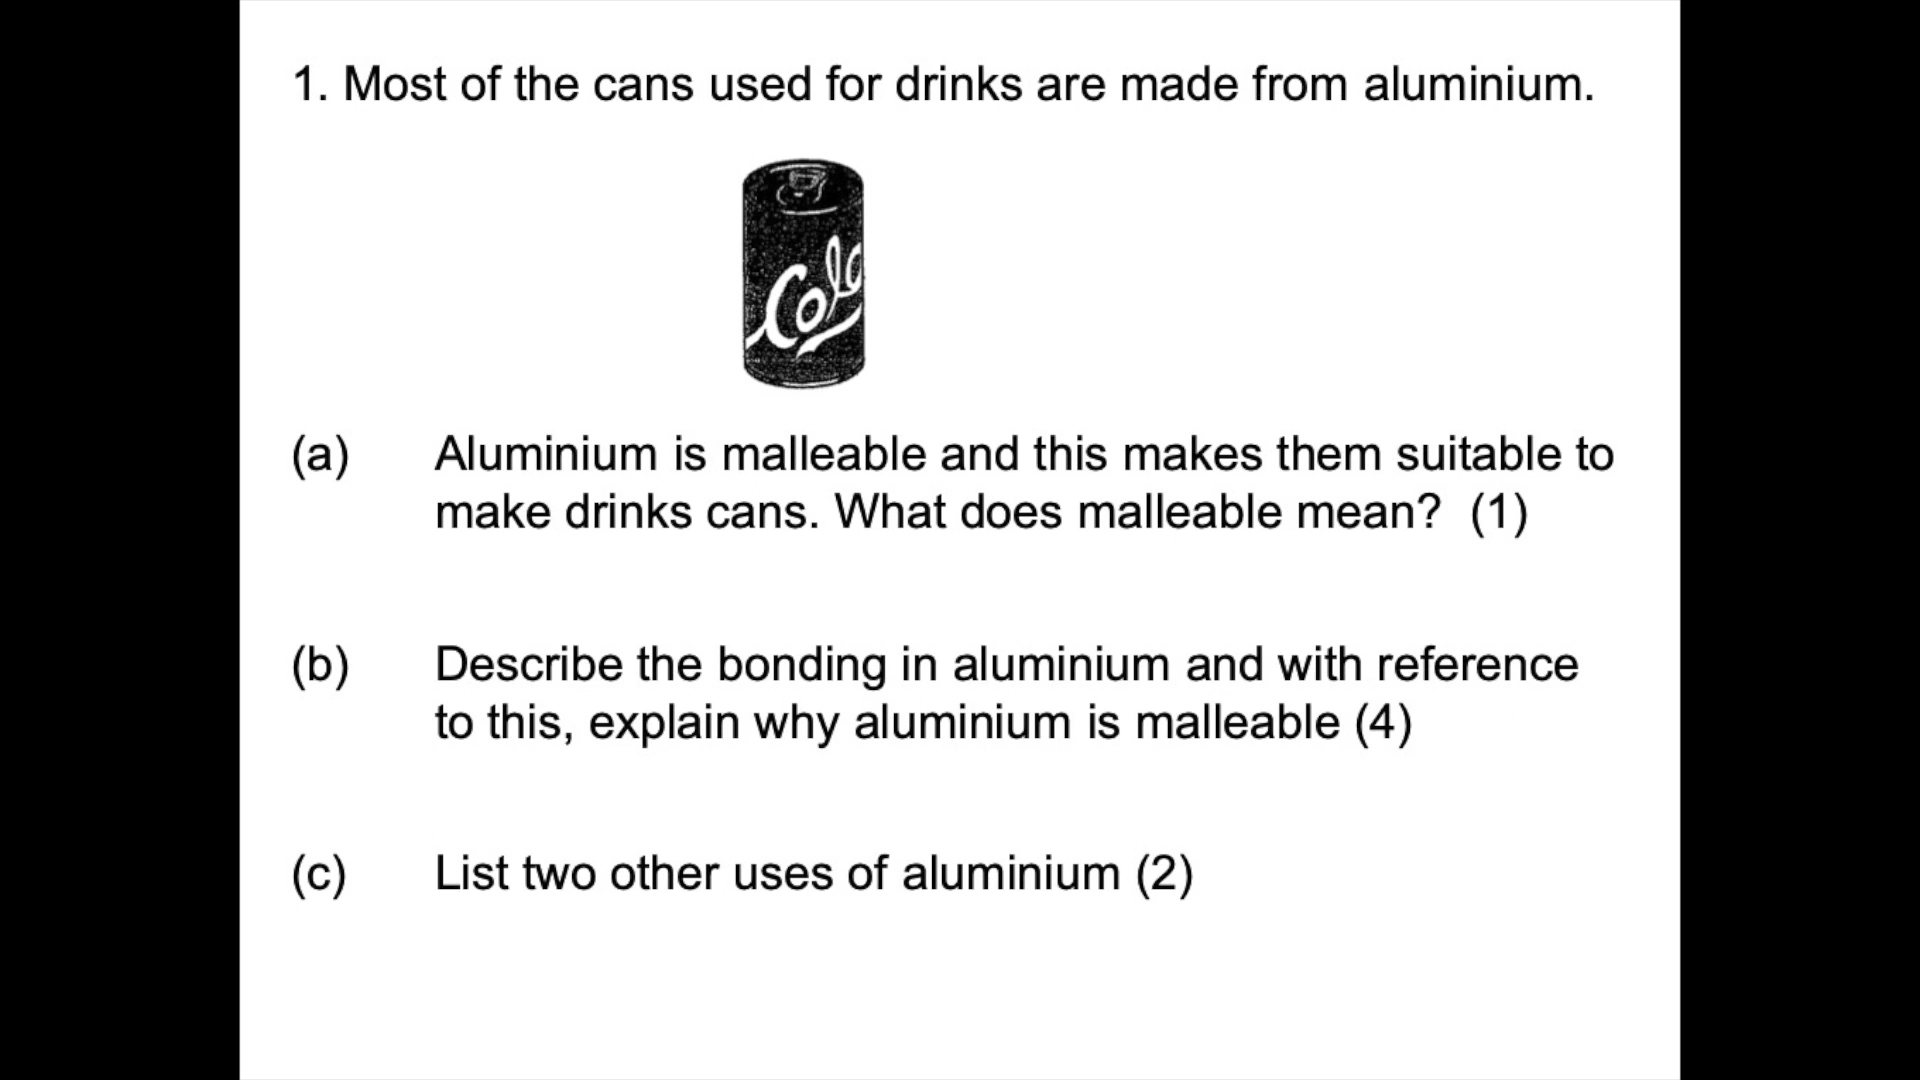 1. Most of the cans used for drinks are made from aluminium.
Cola
(a) Aluminium is malleable and this makes them suitable to
make drinks cans. What does malleable mean? (1)
(b) Describe the bonding in aluminium and with reference
to this, explain why aluminium is malleable (4)
(c) List two other uses of aluminium (2)